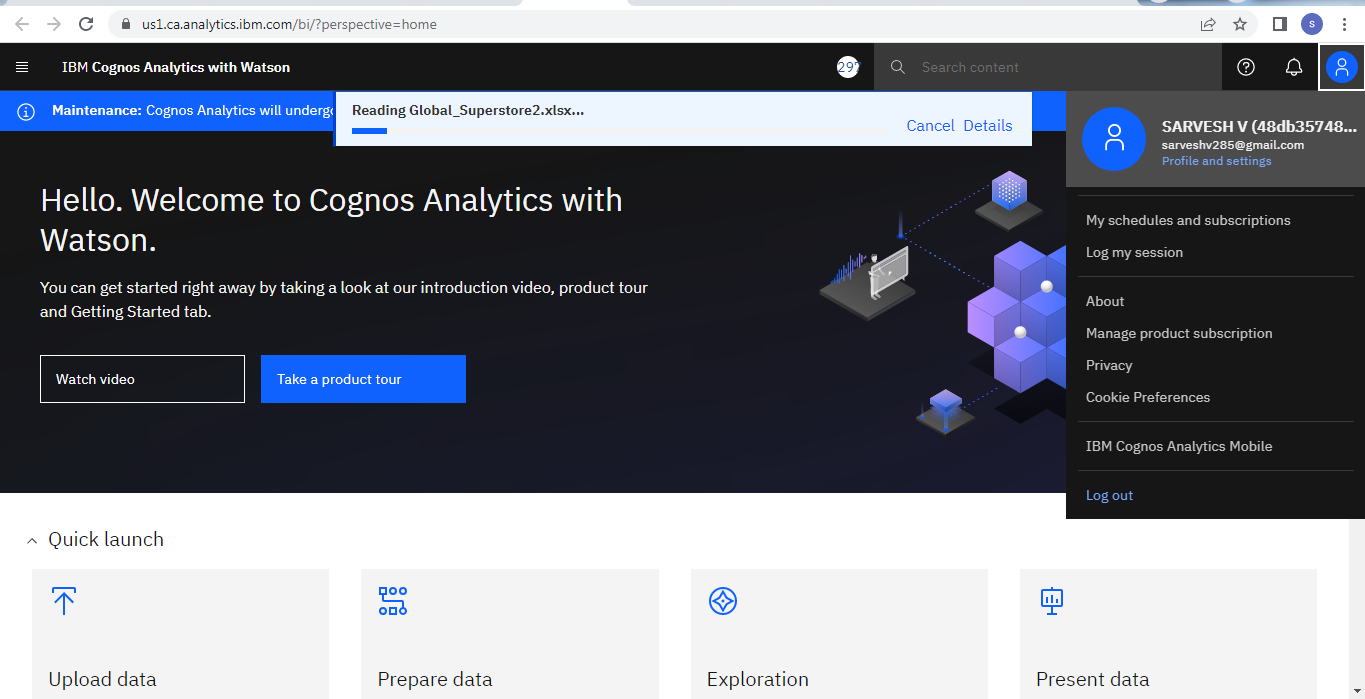 us1.ca.analytics.ibm.com/bi/?perspective=home
S
IBM Cognos Analytics with Watson
29?
Search content
Maintenance: Cognos Analytics will undergo
Reading Global_Superstore2.xlsx...
Cancel Details
SARVESH V (48db35748...
sarveshv285@gmail.com
Profile and settings
My schedules and subscriptions
Log my session
About
Manage product subscription
Privacy
Cookie Preferences
IBM Cognos Analytics Mobile
Log out
Hello. Welcome to Cognos Analytics with
Watson.
You can get started right away by taking a look at our introduction video, product tour
and Getting Started tab.
Watch video
Take a product tour
Quick launch
Upload data
Prepare data
Exploration
Present data